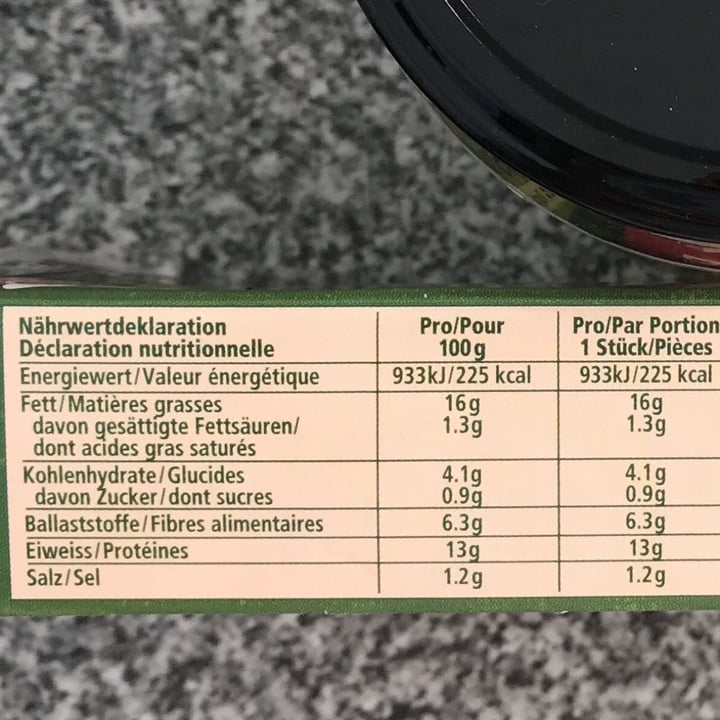 Nährwertdeklaration Pro/Pour Pro/Par Portion
Déclaration nutritionnelle 100 g 1 Stück/Pièces
Energiewert/Valeur énergétique 933kJ/225 kcal 933kJ/225 kcal
Fett/Matières grasses 16g 16g
davon gesättigte Fettsäuren/ 1.3g 1.3g
dont acides gras saturés
Kohlenhydrate/Glucides 4.1g 4.1g
davon Zucker/dont sucres 0.9g 0.9g
Ballaststoffe/Fibres alimentaires 6.3g 6.3g
Eiweiss/Protéines 13g 13g
Salz/Sel 1.2g 1.2g